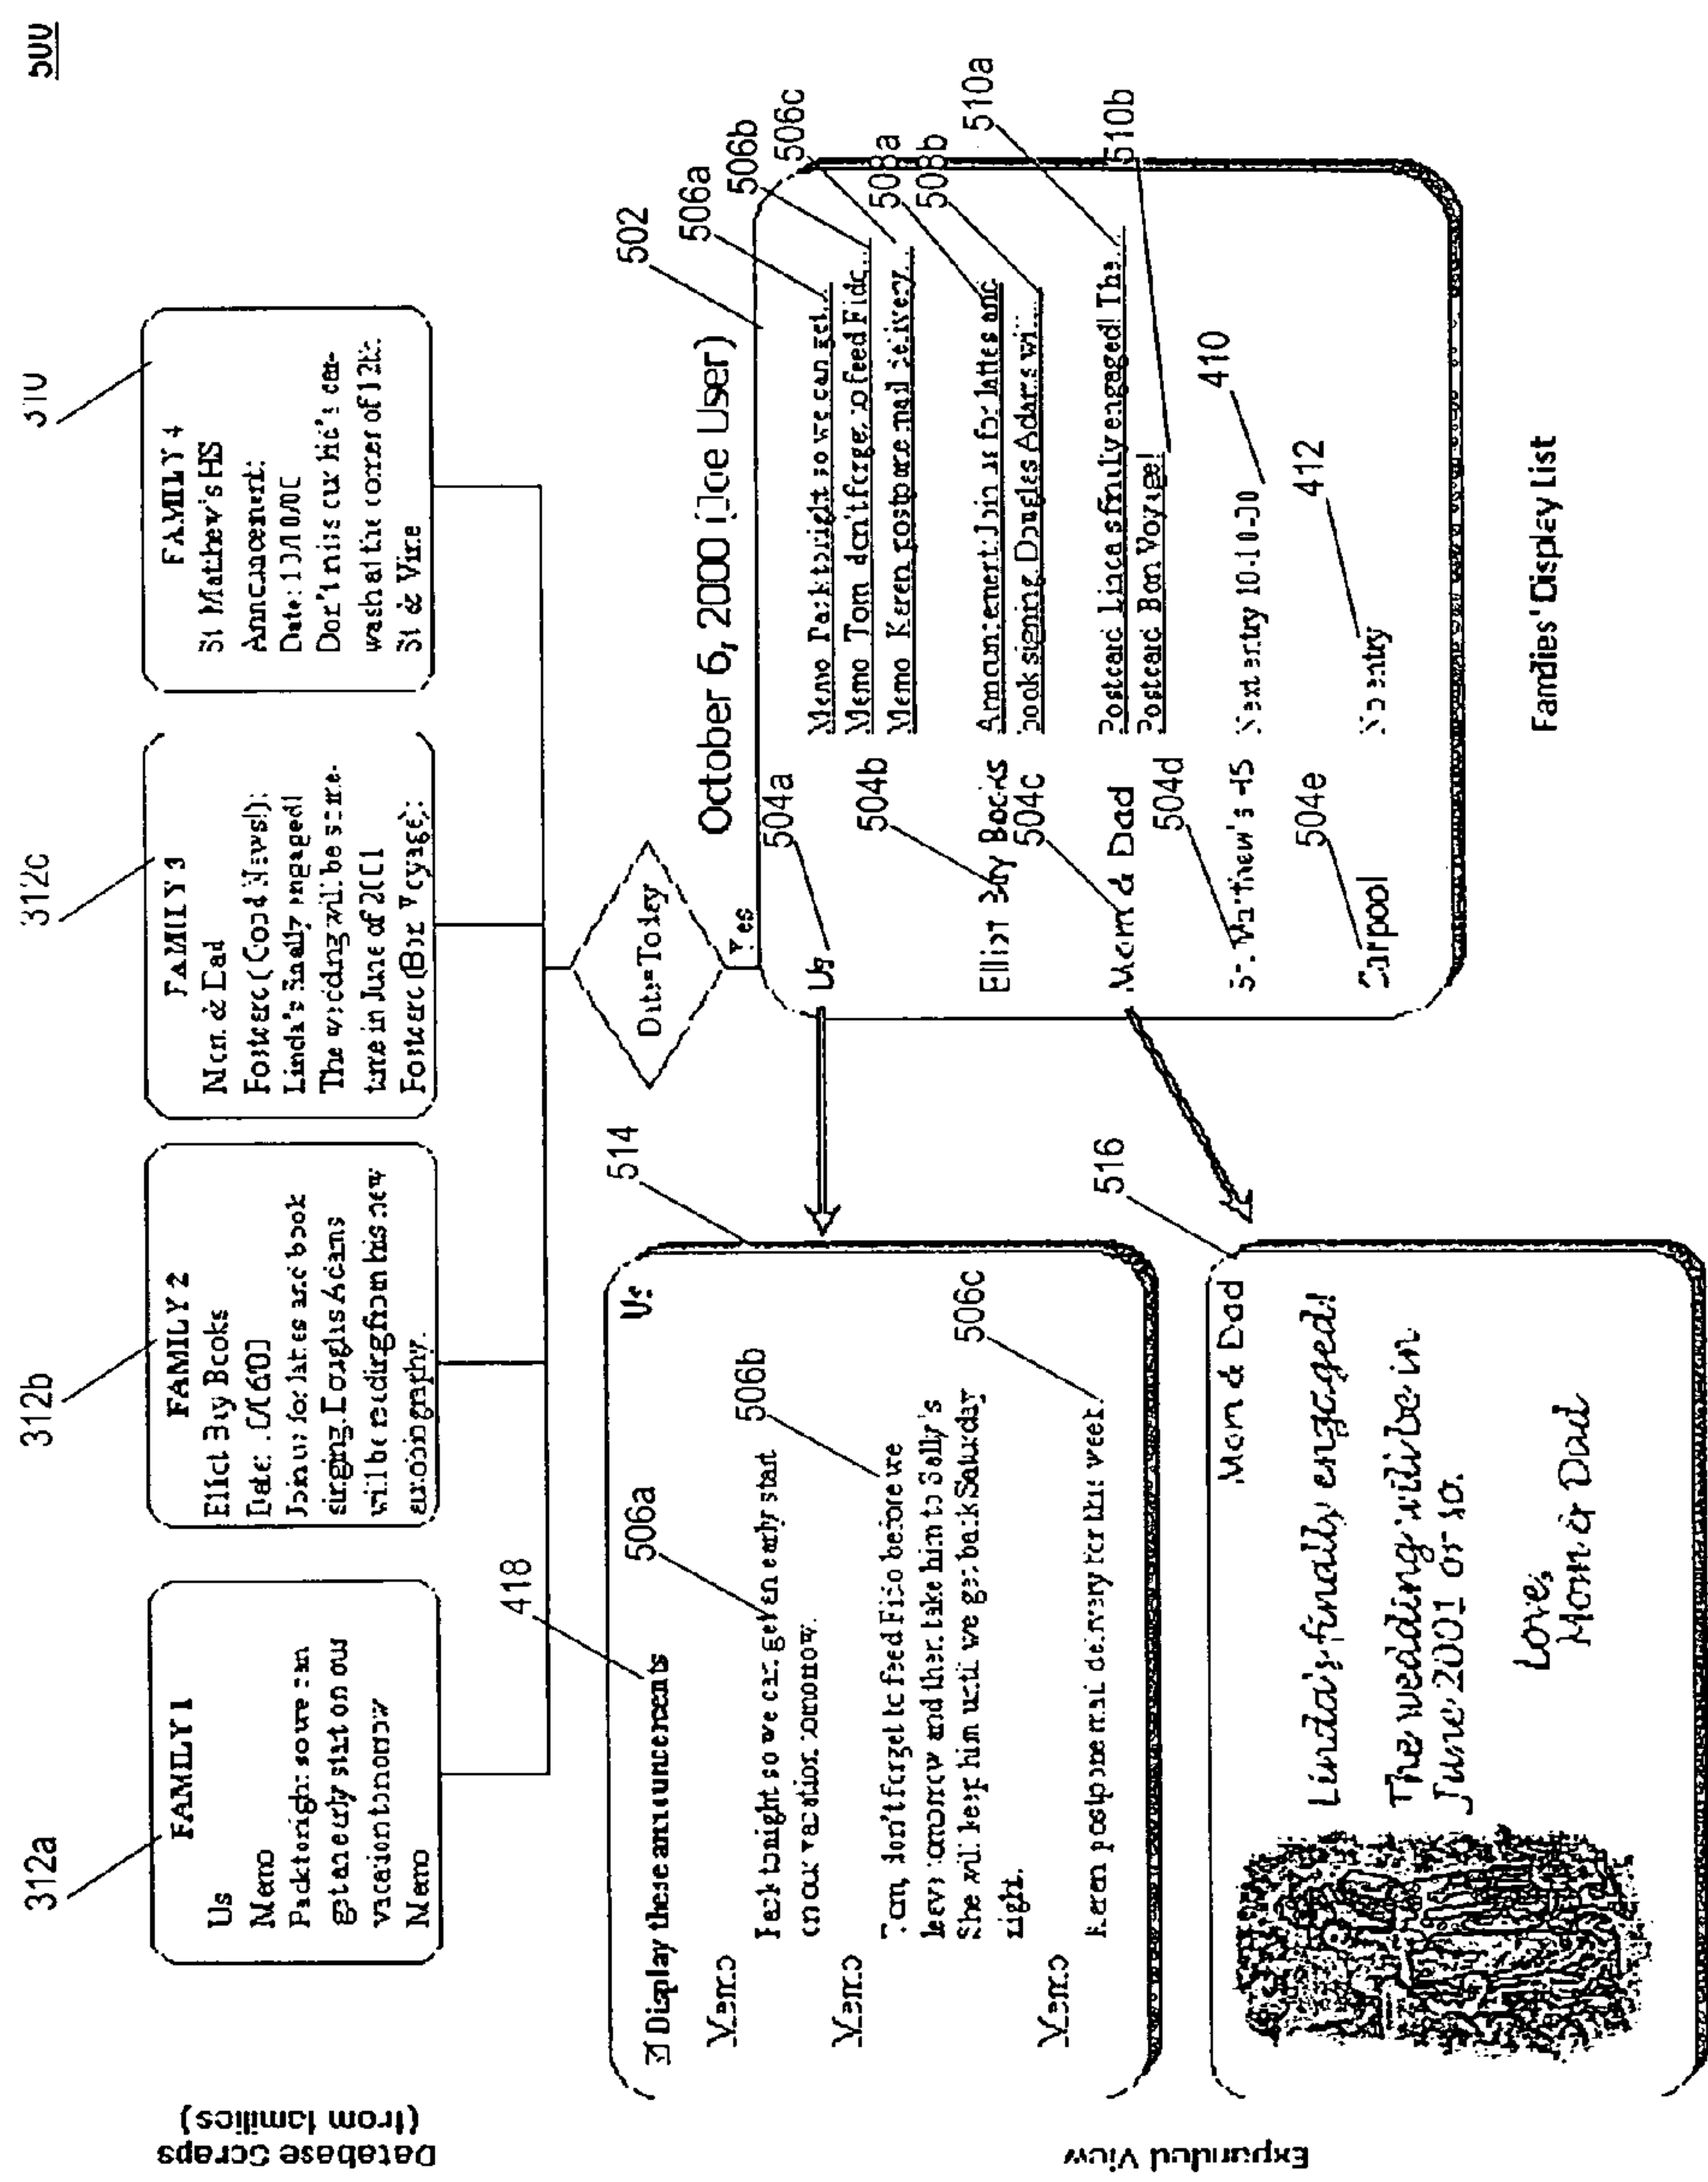 500
Database Scraps
(from families)
312a
FAMILY 1
Us
Memo
Pack tonight so we can
get an early start on our
vacation tomorrow
Memo
312b
FAMILY 2
Elliot Bay Books
Date:
Join us for lattes and book
singing. Douglas Adams
will be reading from his new
autobiography.
312c
FAMILY 3
Mom & Dad
Postcard (Good News!):
Linda's finally engaged!
The wedding will be some-
time in June of 2001
Postcard (Bon Voyage):
310
FAMILY 4
St Matthew's HS
Announcement:
Date: 10/10/00
Don't miss our kid's car-
wash at the corner of 12th
St & Vine
Date=Today
Yes
October 6, 2000 (Joe User)
502
504a
Us
Memo Pack tonight so we can get...
506a
Memo Tom don't forget to feed Fido...
506b
Memo Karen postpone mail delivery...
506c
504b
Elliot Bay Books
Announcement Join us for lattes and
508a
book signing. Douglas Adams wil...
508b
504c
Mom & Dad
Postcard Linda's finally engaged! The...
510a
Postcard Bon Voyage!
510b
504d
St. Matthew's HS
Next entry 10-10-00
410
504e
Carpool
No entry
412
Families' Display List
Expanded View
418
514
Us
Display these announcements
506a
Memo
Pack tonight so we can get an early start
on our vacation tomorrow.
506b
Memo
Tom, don't forget to feed Fido before we
leave tomorrow and then take him to Sally's
She will keep him until we get back Saturday
night.
506c
Memo
Karen postpone mail delivery for this week.
516
Mom & Dad
Linda's finally engaged!
The wedding will be in
June 2001 or so.
Love,
Mom & Dad